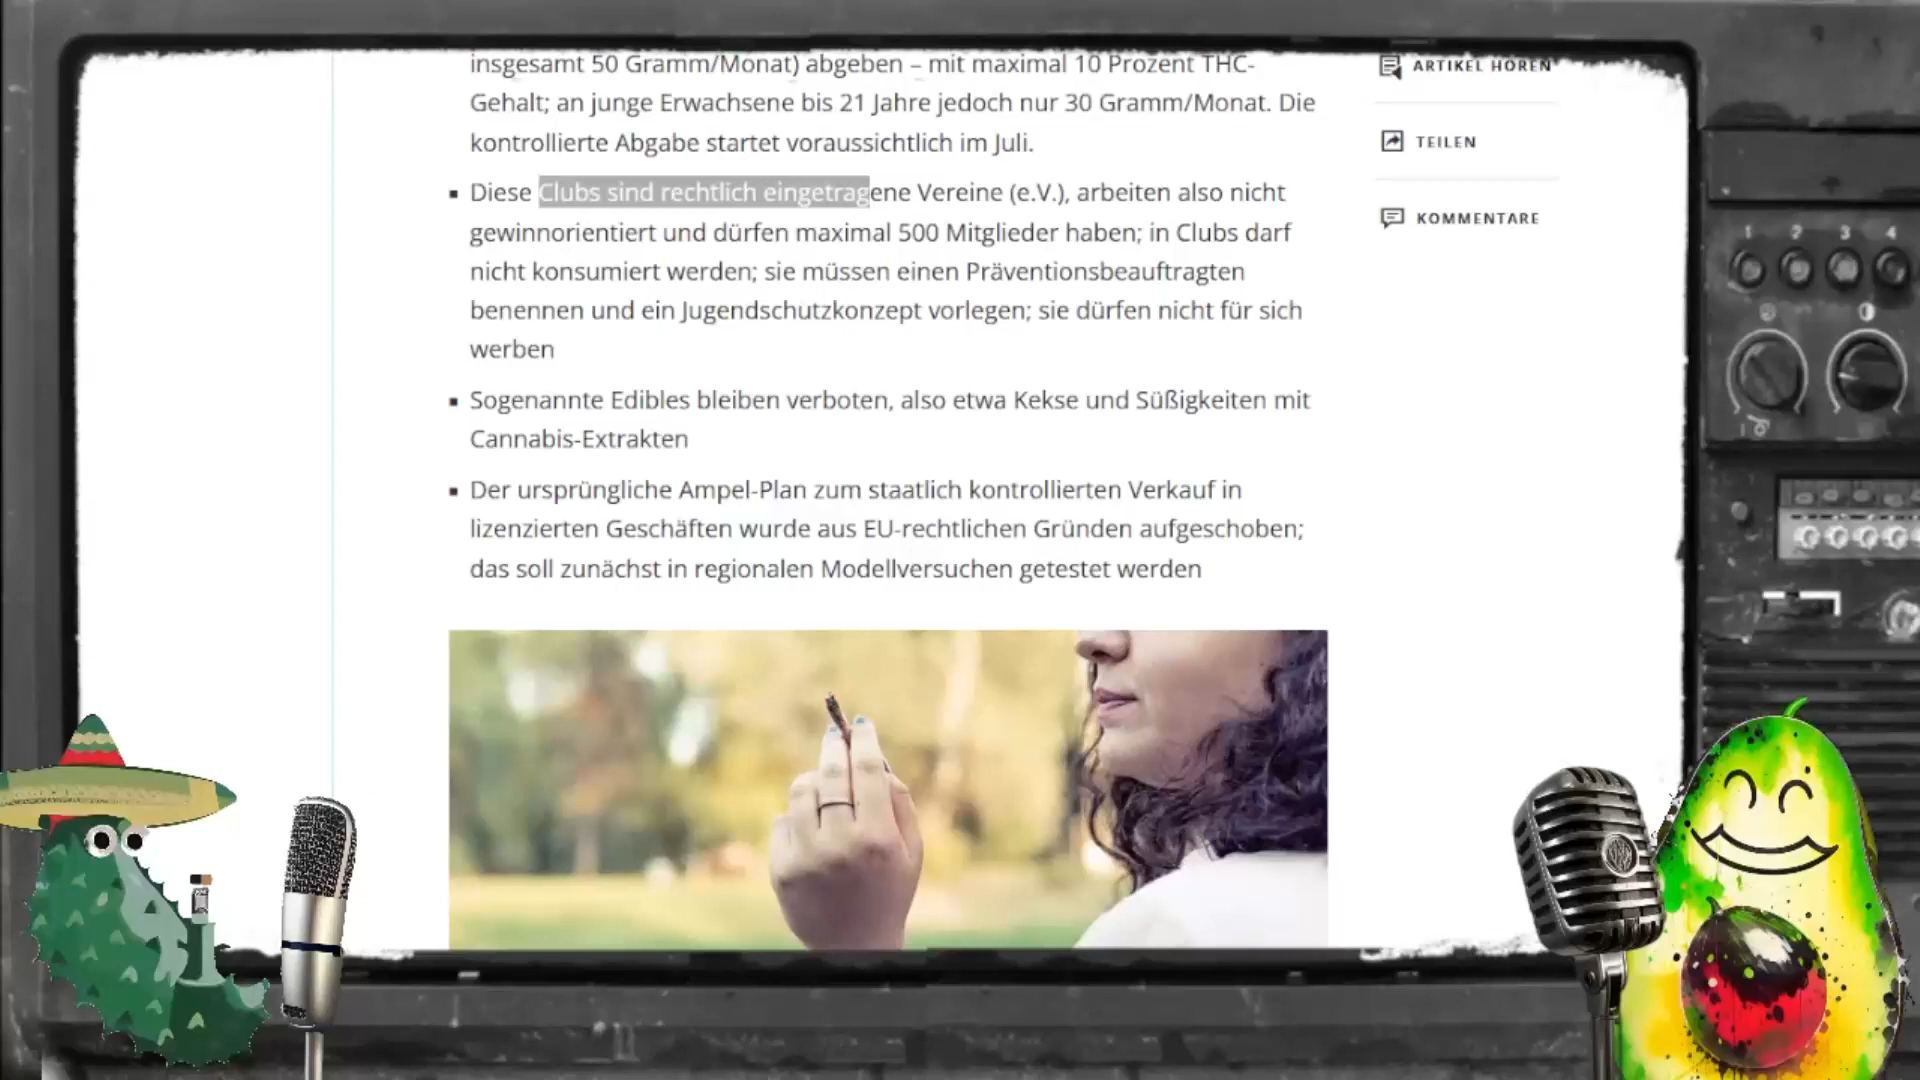 insgesamt 50 Gramm/Monat) abgeben – mit maximal 10 Prozent THC-
Gehalt; an junge Erwachsene bis 21 Jahre jedoch nur 30 Gramm/Monat. Die
kontrollierte Abgabe startet voraussichtlich im Juli.
▪ Diese Clubs sind rechtlich eingetragene Vereine (e.V.), arbeiten also nicht
gewinnorientiert und dürfen maximal 500 Mitglieder haben; in Clubs darf
nicht konsumiert werden; sie müssen einen Präventionsbeauftragten
benennen und ein Jugendschutzkonzept vorlegen; sie dürfen nicht für sich
werben
▪ Sogenannte Edibles bleiben verboten, also etwa Kekse und Süßigkeiten mit
Cannabis-Extrakten
▪ Der ursprüngliche Ampel-Plan zum staatlich kontrollierten Verkauf in
lizenzierten Geschäften wurde aus EU-rechtlichen Gründen aufgeschoben;
das soll zunächst in regionalen Modellversuchen getestet werden
ARTIKEL HÖREN
TEILEN
KOMMENTARE
1 2 3 4